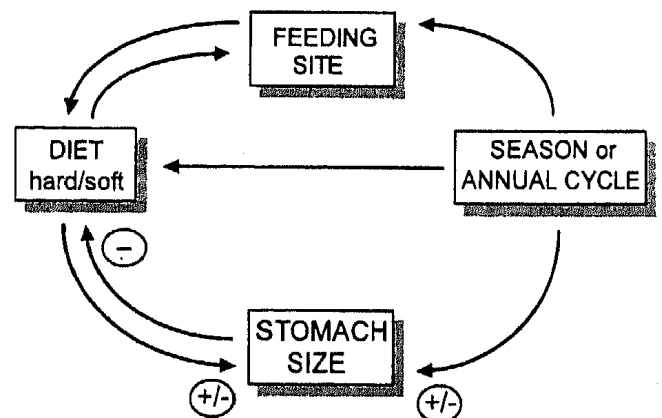 FEEDING
SITE
DIET
hard/soft
SEASON or
ANNUAL CYCLE
−
STOMACH
SIZE
+/-
+/-